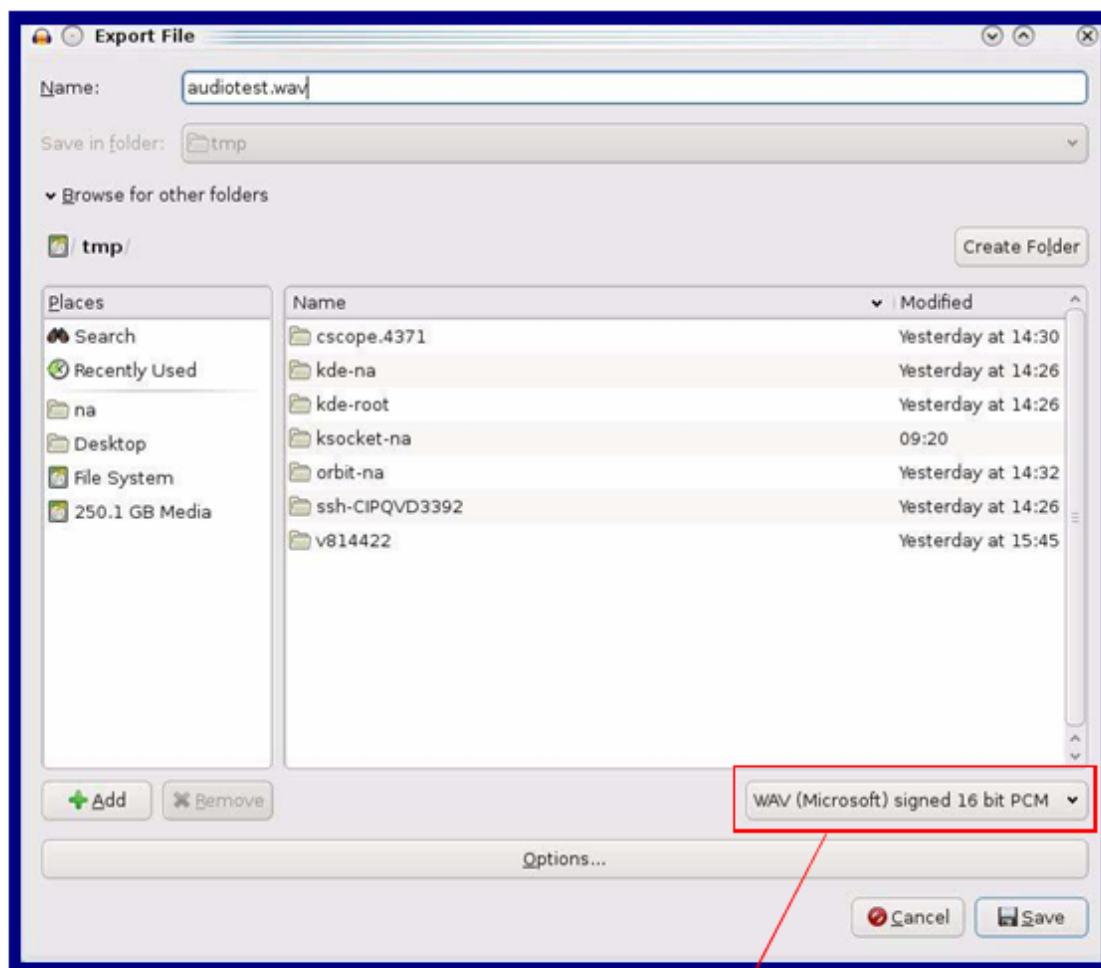 Export File
Name: audiotest.wav
Save in folder: tmp
Browse for other folders
/ tmp/
Create Folder
Places
Search
Recently Used
na
Desktop
File System
250.1 GB Media
Name Modified
cscope.4371 Yesterday at 14:30
kde-na Yesterday at 14:26
kde-root Yesterday at 14:26
ksocket-na 09:20
orbit-na Yesterday at 14:32
ssh-CIPQVD3392 Yesterday at 14:26
v814422 Yesterday at 15:45
Add Remove
WAV (Microsoft) signed 16 bit PCM
Options...
Cancel Save